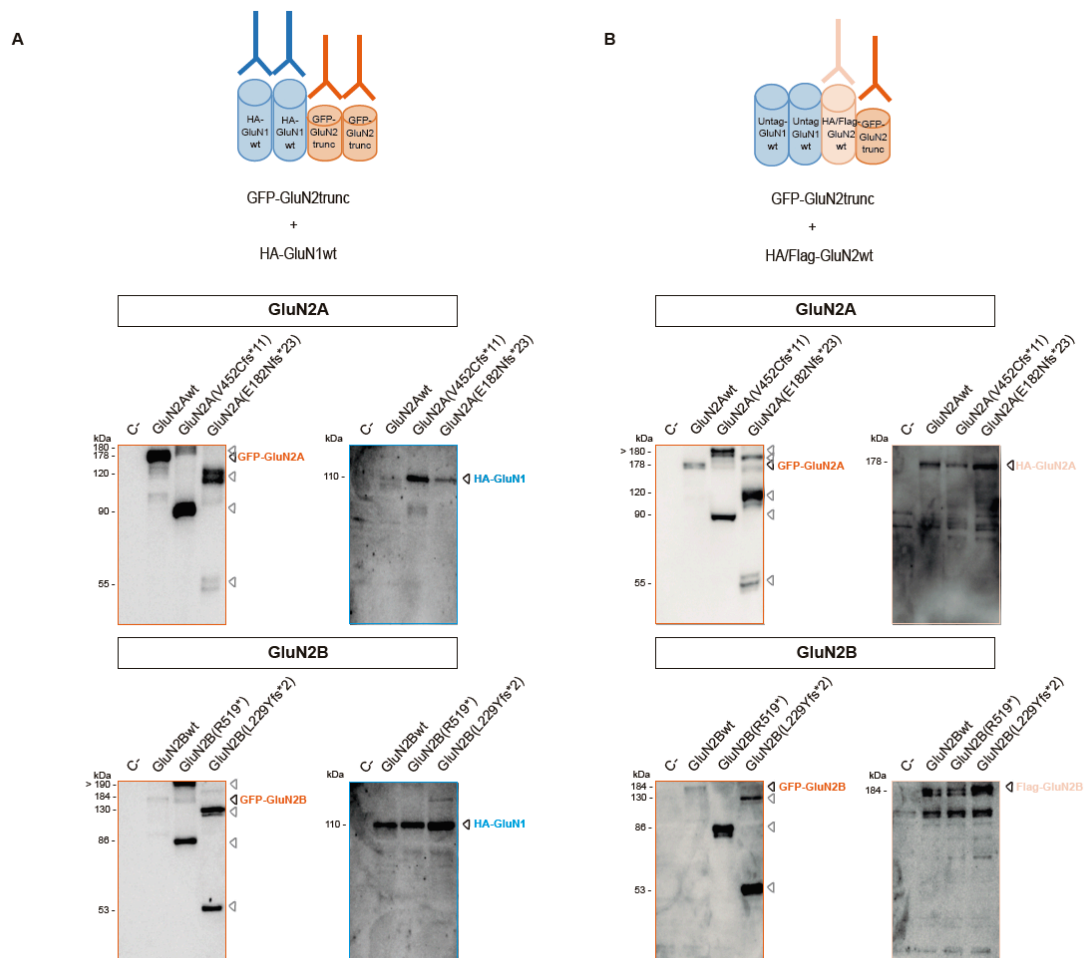 A
HA-
GluN1
wt
HA-
GluN1
wt
GFP-
GluN2
trunc
GFP-
GluN2
trunc
GFP-GluN2trunc
+
HA-GluN1wt
GluN2A
C-
GluN2Awt
GluN2A(V452Cfs*11)
GluN2A(E182Nfs*23)
kDa
180 -
178 -
120 -
90 -
55 -
GFP-GluN2A
C-
GluN2Awt
GluN2A(V452Cfs*11)
GluN2A(E182Nfs*23)
kDa
110 -
HA-GluN1
GluN2B
C-
GluN2Bwt
GluN2B(R519*)
GluN2B(L229Yfs*2)
kDa
> 190 -
184 -
130 -
86 -
53 -
GFP-GluN2B
C-
GluN2Bwt
GluN2B(R519*)
GluN2B(L229Yfs*2)
kDa
110 -
HA-GluN1
B
Untag-
GluN1
wt
Untag
GluN1
wt
HA/Flag-
GluN2
wt
GFP-
GluN2
trunc
GFP-GluN2trunc
+
HA/Flag-GluN2wt
GluN2A
C-
GluN2Awt
GluN2A(V452Cfs*11)
GluN2A(E182Nfs*23)
kDa
> 180 -
178 -
120 -
90 -
55 -
GFP-GluN2A
C-
GluN2Awt
GluN2A(V452Cfs*11)
GluN2A(E182Nfs*23)
kDa
178 -
HA-GluN2A
GluN2B
C-
GluN2Bwt
GluN2B(R519*)
GluN2B(L229Yfs*2)
kDa
184 -
130 -
86 -
53 -
GFP-GluN2B
C-
GluN2Bwt
GluN2B(R519*)
GluN2B(L229Yfs*2)
kDa
184 -
Flag-GluN2B